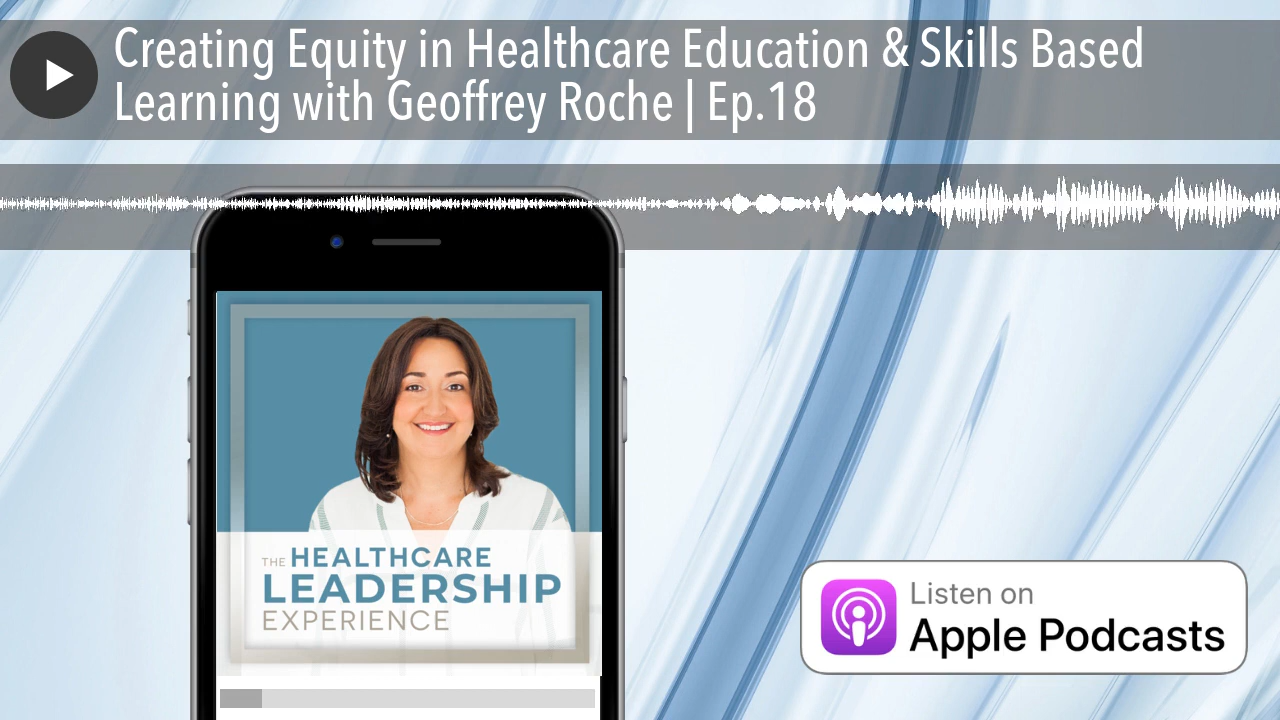 Creating Equity in Healthcare Education & Skills Based
Learning with Geoffrey Roche | Ep.18
THE HEALTHCARE
LEADERSHIP
EXPERIENCE
Listen on
Apple Podcasts